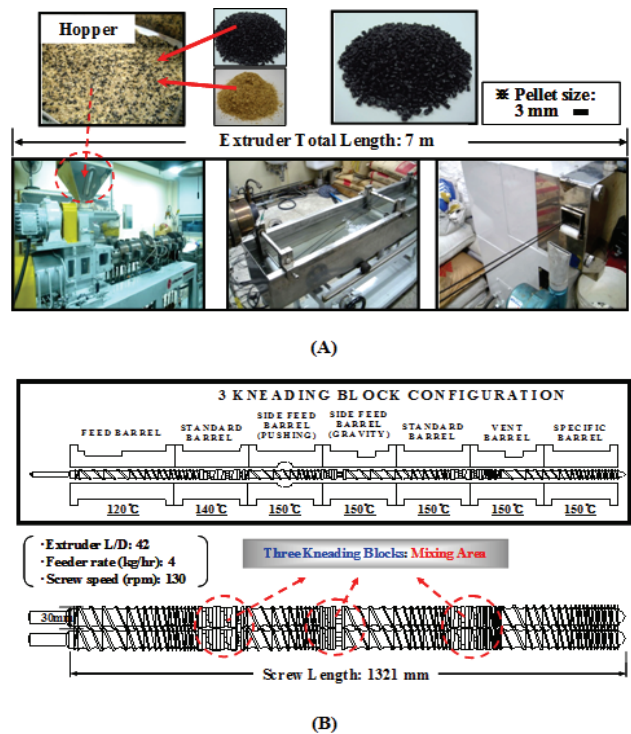 Hopper
※ Pellet size:
3 mm
Extruder Total Length: 7 m
(A)
3 KNEADING BLOCK CONFIGURATION
FEED BARREL
STANDARD
BARREL
SIDE FEED
BARREL
(PUSHING)
SIDE FEED
BARREL
(GRAVITY)
STANDARD
BARREL
VENT
BARREL
SPECIFIC
BARREL
120℃ 140℃ 150℃ 150℃ 150℃ 150℃ 150℃
· Extruder L/D: 42
· Feeder rate (kg/hr): 4
· Screw speed (rpm): 130
Three Kneading Blocks: Mixing Area
30mm
Screw Length: 1321 mm
(B)